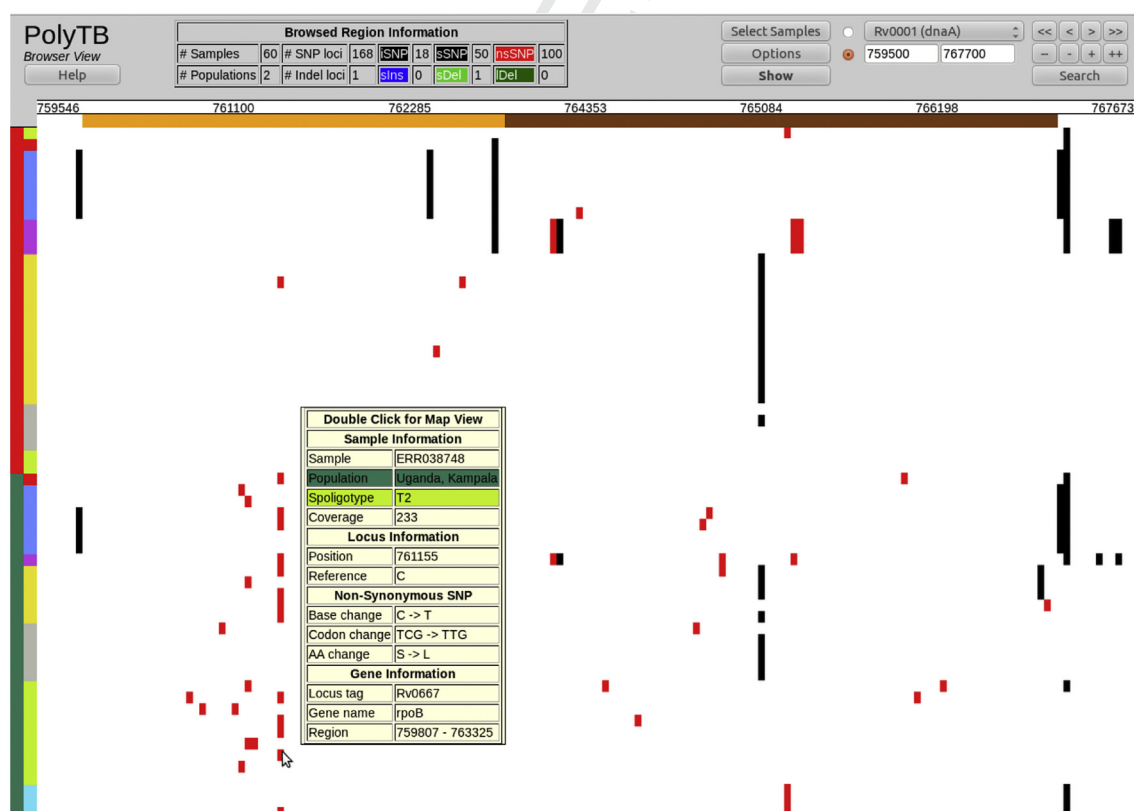 PolyTB
Browser View
Help
Browsed Region Information
# Samples 60 # SNP loci 168 iSNP 18 sSNP 50 nsSNP 100
# Populations 2 # Indel loci 1 sIns 0 sDel 1 lDel 0
Select Samples Rv0001 (dnaA) << < > >>
Options 759500 767700 -- - + ++
Show Search
759546 761100 762285 764353 765084 766198 767673
Double Click for Map View
Sample Information
Sample ERR038748
Population Uganda, Kampala
Spoligotype T2
Coverage 233
Locus Information
Position 761155
Reference C
Non-Synonymous SNP
Base change C -> T
Codon change TCG -> TTG
AA change S -> L
Gene Information
Locus tag Rv0667
Gene name rpoB
Region 759807 - 763325